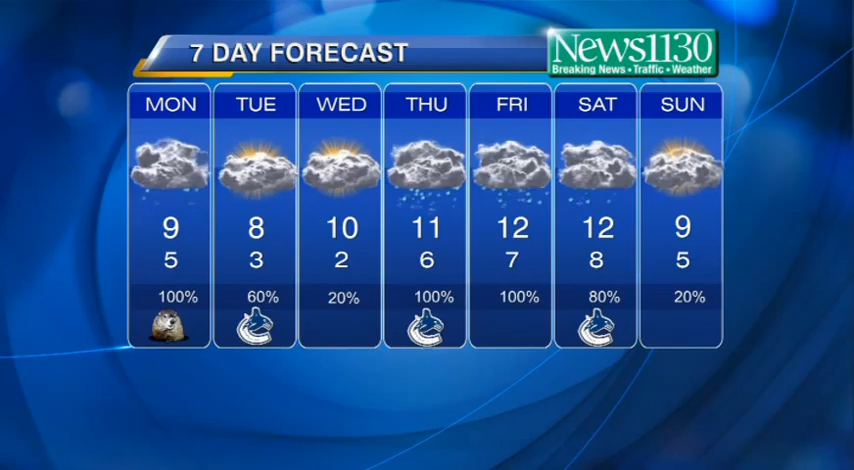 7 DAY FORECAST
News1130
Breaking News • Traffic • Weather
MON TUE WED THU FRI SAT SUN
9 8 10 11 12 12 9
5 3 2 6 7 8 5
100% 60% 20% 100% 100% 80% 20%